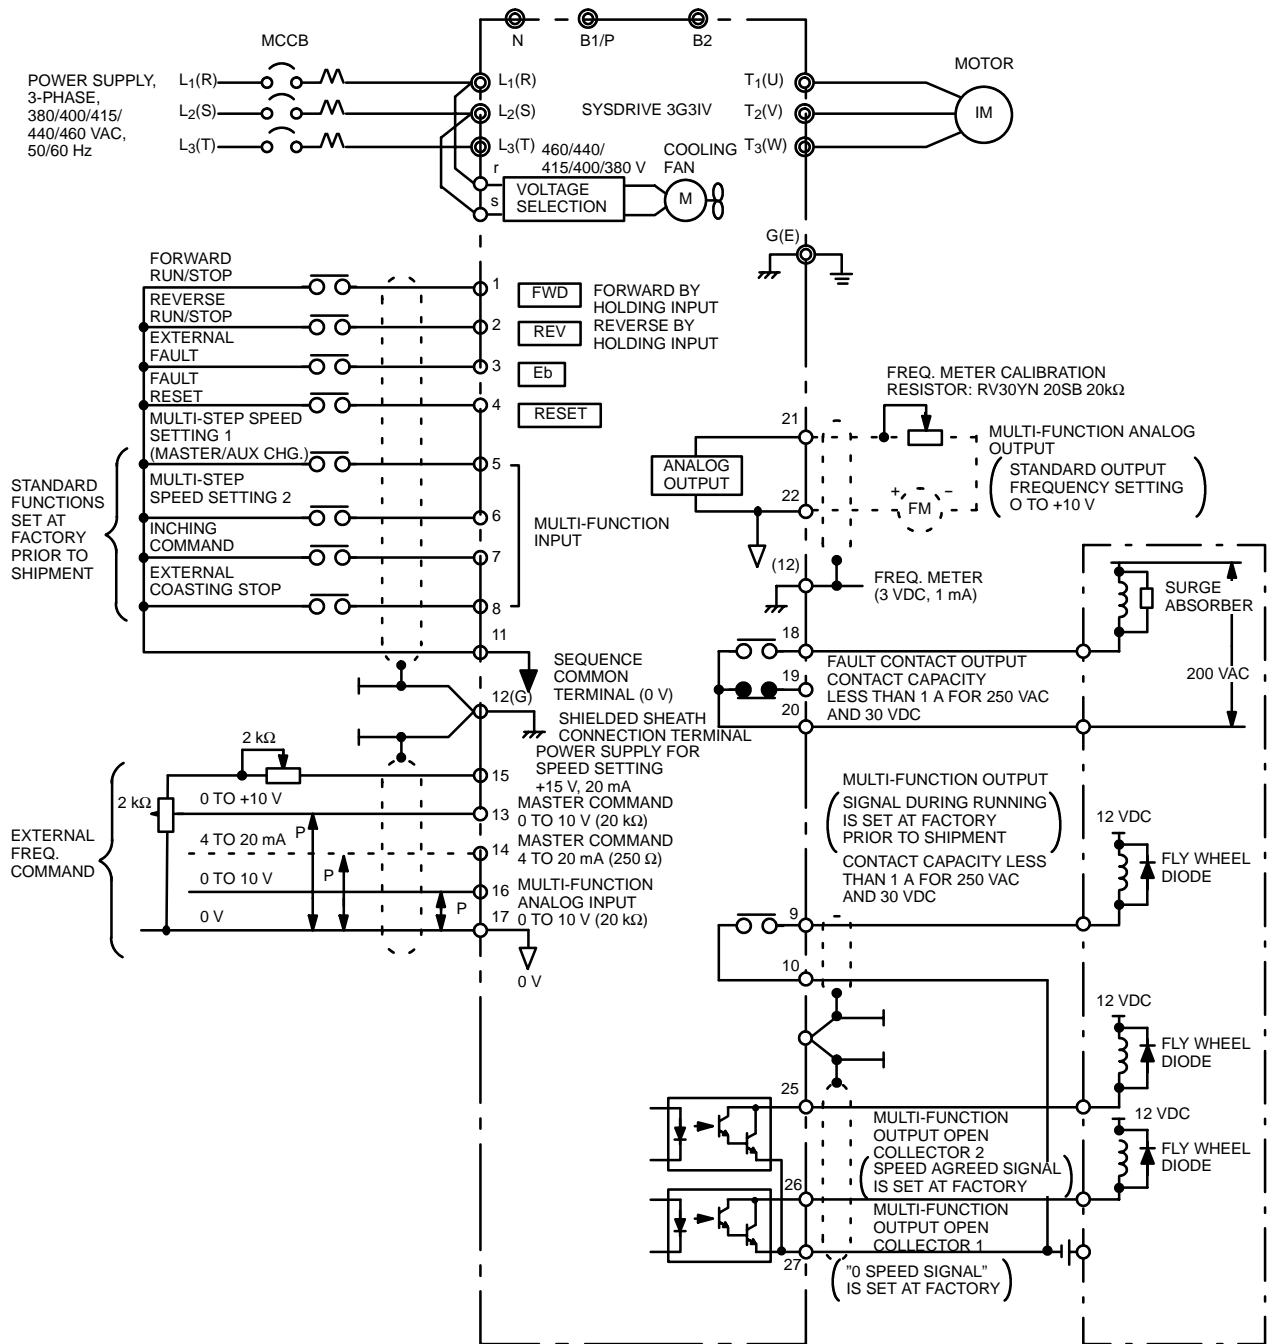 N
B1/P
B2
MCCB
POWER SUPPLY,
3-PHASE,
380/400/415/
440/460 VAC,
50/60 Hz
L1(R)
L2(S)
L3(T)
L1(R)
L2(S)
L3(T)
SYSDRIVE 3G3IV
T1(U)
T2(V)
T3(W)
MOTOR
IM
460/440/
415/400/380 V
r
s
VOLTAGE
SELECTION
COOLING
FAN
M
G(E)
FORWARD
RUN/STOP
REVERSE
RUN/STOP
EXTERNAL
FAULT
FAULT
RESET
MULTI-STEP SPEED
SETTING 1
(MASTER/AUX CHG.)
MULTI-STEP
SPEED SETTING 2
INCHING
COMMAND
EXTERNAL
COASTING STOP
STANDARD
FUNCTIONS
SET AT
FACTORY
PRIOR TO
SHIPMENT
1
2
3
4
5
6
7
8
11
FWD
FORWARD BY
HOLDING INPUT
REV
REVERSE BY
HOLDING INPUT
Eb
RESET
MULTI-FUNCTION
INPUT
SEQUENCE
COMMON
TERMINAL (0 V)
12(G)
SHIELDED SHEATH
CONNECTION TERMINAL
POWER SUPPLY FOR
SPEED SETTING
+15 V, 20 mA
15
13
MASTER COMMAND
0 TO 10 V (20 kΩ)
14
MASTER COMMAND
4 TO 20 mA (250 Ω)
16
MULTI-FUNCTION
ANALOG INPUT
0 TO 10 V (20 kΩ)
17
0 V
2 kΩ
2 kΩ
0 TO +10 V
4 TO 20 mA
0 TO 10 V
0 V
P
P
P
EXTERNAL
FREQ.
COMMAND
FREQ. METER CALIBRATION
RESISTOR: RV30YN 20SB 20kΩ
21
22
(12)
ANALOG
OUTPUT
+
FM
−
MULTI-FUNCTION ANALOG
OUTPUT
STANDARD OUTPUT
FREQUENCY SETTING
O TO +10 V
FREQ. METER
(3 VDC, 1 mA)
SURGE
ABSORBER
200 VAC
18
19
20
FAULT CONTACT OUTPUT
CONTACT CAPACITY
LESS THAN 1 A FOR 250 VAC
AND 30 VDC
MULTI-FUNCTION OUTPUT
(SIGNAL DURING RUNNING
IS SET AT FACTORY
PRIOR TO SHIPMENT)
CONTACT CAPACITY LESS
THAN 1 A FOR 250 VAC
AND 30 VDC
12 VDC
FLY WHEEL
DIODE
9
10
12 VDC
FLY WHEEL
DIODE
25
12 VDC
FLY WHEEL
DIODE
MULTI-FUNCTION
OUTPUT OPEN
COLLECTOR 2
(SPEED AGREED SIGNAL
IS SET AT FACTORY)
26
MULTI-FUNCTION
OUTPUT OPEN
COLLECTOR 1
27
("0 SPEED SIGNAL"
IS SET AT FACTORY)